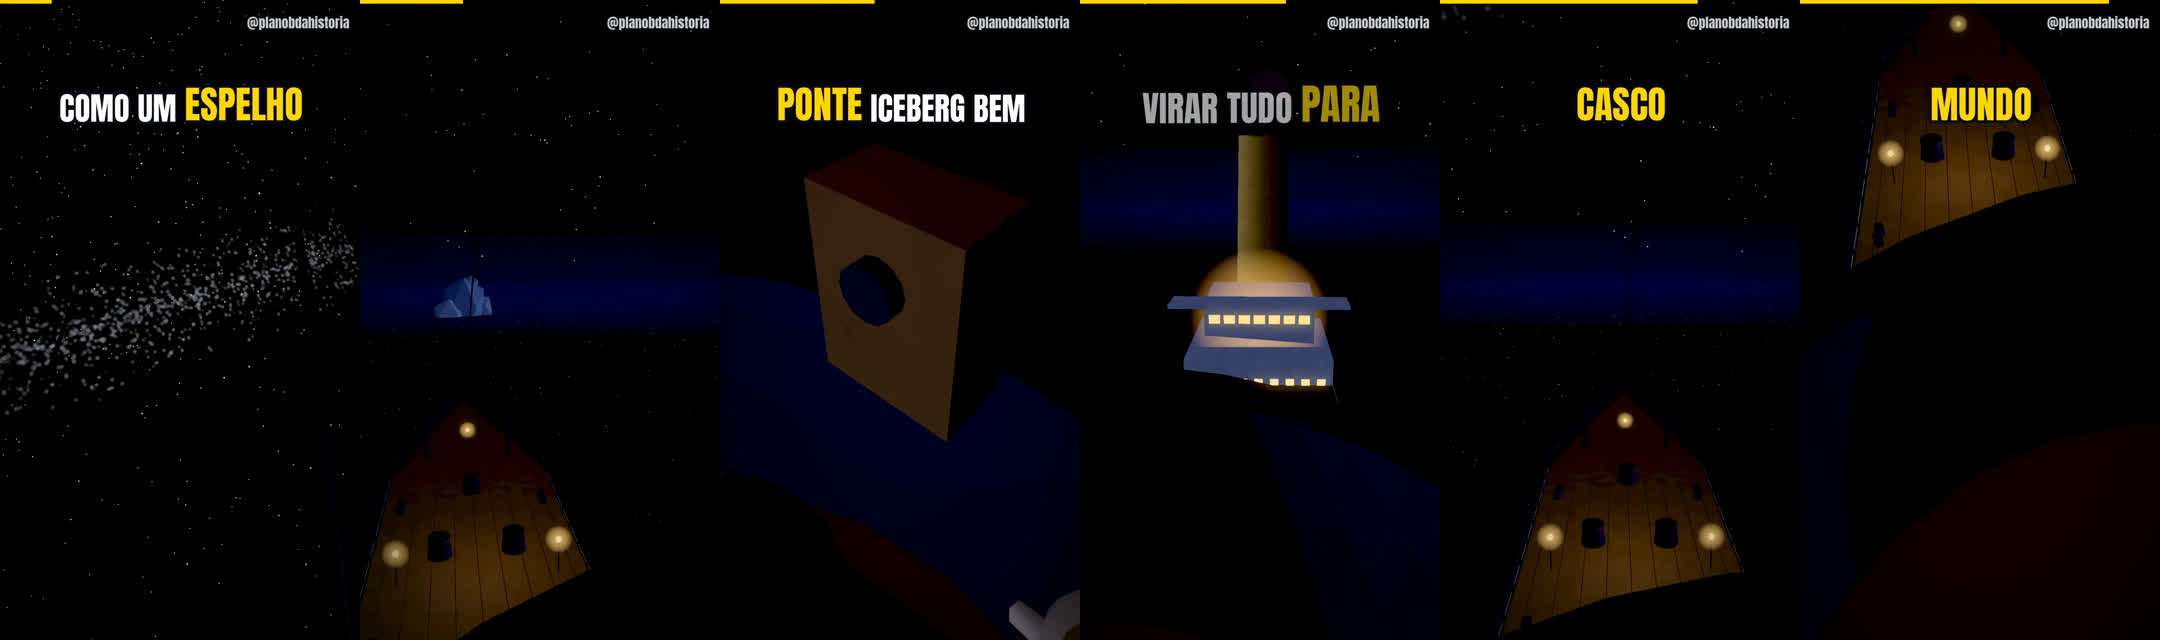 @planobdahistoria
COMO UM ESPELHO
@planobdahistoria
@planobdahistoria
PONTE ICEBERG BEM
@planobdahistoria
VIRAR TUDO PARA
@planobdahistoria
CASCO
@planobdahistoria
MUNDO